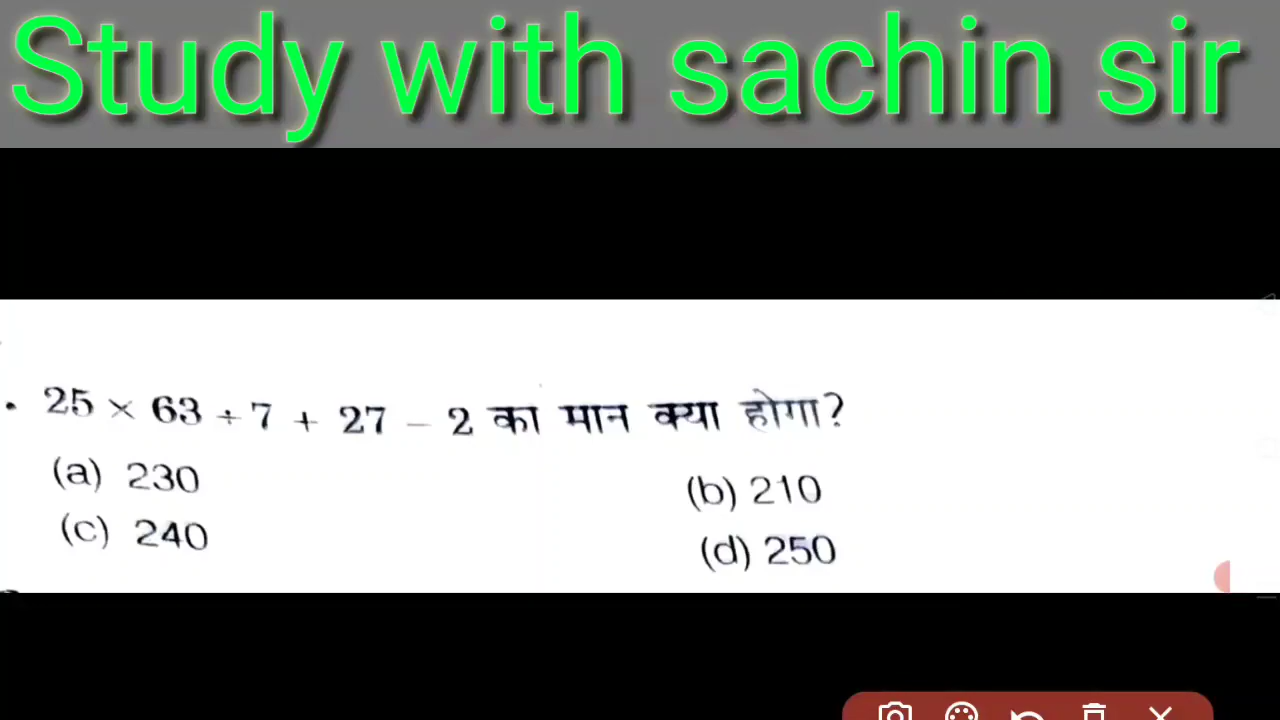 Study with sachin sir
. 25 × 63 ÷ 7 + 27 – 2 का मान क्या होगा?
(a) 230 (b) 210
(c) 240 (d) 250